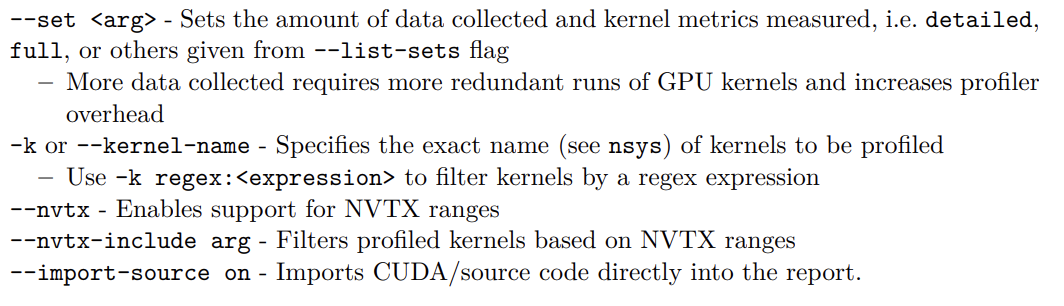 --set <arg> - Sets the amount of data collected and kernel metrics measured, i.e. detailed,
full, or others given from --list-sets flag
– More data collected requires more redundant runs of GPU kernels and increases profiler
overhead
-k or --kernel-name - Specifies the exact name (see nsys) of kernels to be profiled
– Use -k regex:<expression> to filter kernels by a regex expression
--nvtx - Enables support for NVTX ranges
--nvtx-include arg - Filters profiled kernels based on NVTX ranges
--import-source on - Imports CUDA/source code directly into the report.